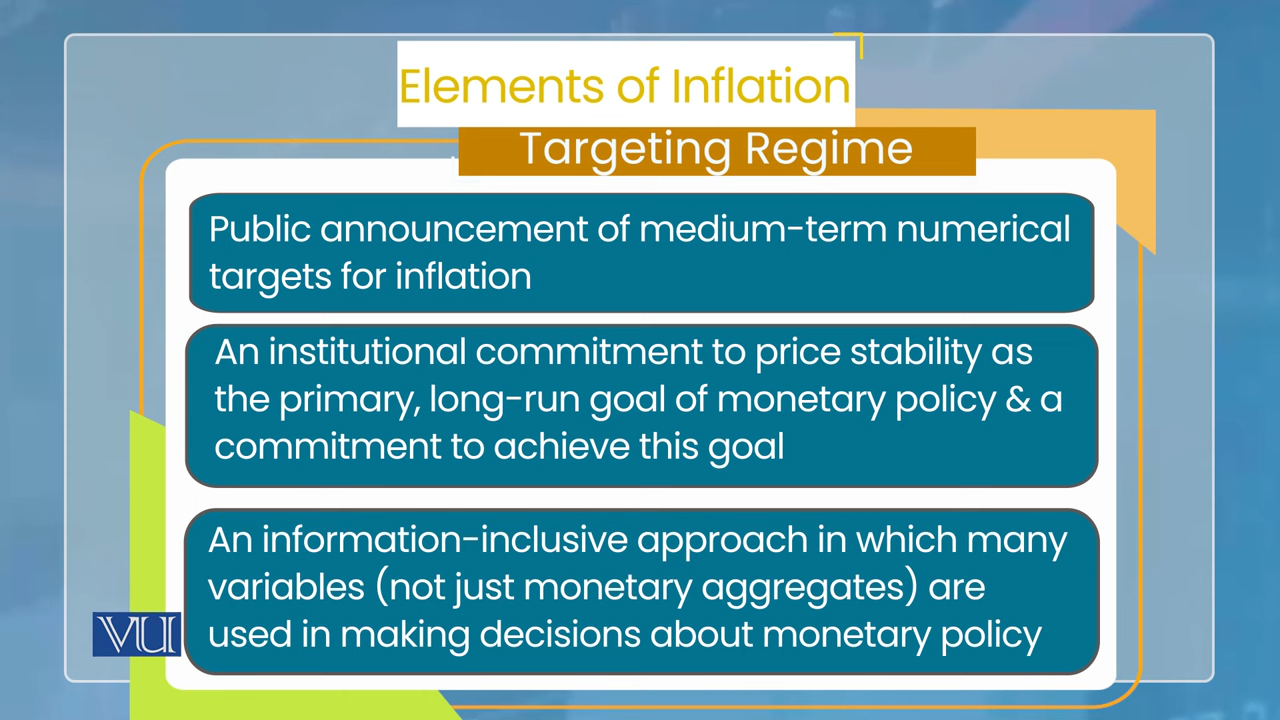 Elements of Inflation
Targeting Regime
Public announcement of medium-term numerical
targets for inflation
An institutional commitment to price stability as
the primary, long-run goal of monetary policy & a
commitment to achieve this goal
An information-inclusive approach in which many
variables (not just monetary aggregates) are
used in making decisions about monetary policy
VU